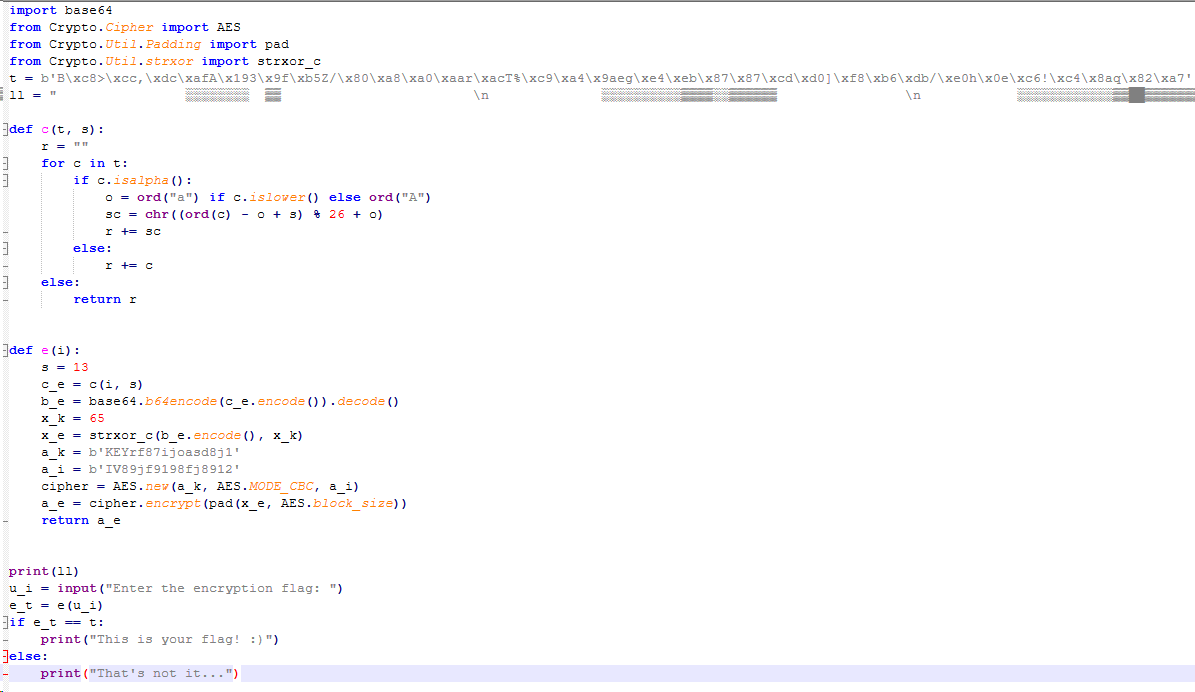 import base64
from Crypto.Cipher import AES
from Crypto.Util.Padding import pad
from Crypto.Util.strxor import strxor_c
t = b'B\xc8>\xcc,\xdc\xafA\x193\x9f\xb5Z/\x80\xa8\xa0\xaar\xacT%\xc9\xa4\x9aeg\xe4\xeb\x87\x87\xcd\xd0]\xf8\xb6\xdb/\xe0h\x0e\xc6!\xc4\x8aq\x82\xa7'
ll = " ░░░░░░░░ ░░ \n ░░░░░░░░░░▒▒▒▒░░▒▒▒▒▒▒ \n ░░░░░░░░░░░░▒▒██▒▒▒▒▒▒
def c(t, s):
    r = ""
    for c in t:
        if c.isalpha():
            o = ord("a") if c.islower() else ord("A")
            sc = chr((ord(c) - o + s) % 26 + o)
            r += sc
        else:
            r += c
    else:
        return r
def e(i):
    s = 13
    c_e = c(i, s)
    b_e = base64.b64encode(c_e.encode()).decode()
    x_k = 65
    x_e = strxor_c(b_e.encode(), x_k)
    a_k = b'KEYrf87ijoasd8j1'
    a_i = b'IV89jf9198fj8912'
    cipher = AES.new(a_k, AES.MODE_CBC, a_i)
    a_e = cipher.encrypt(pad(x_e, AES.block_size))
    return a_e
print(ll)
u_i = input("Enter the encryption flag: ")
e_t = e(u_i)
if e_t == t:
    print("This is your flag! :)")
else:
    print("That's not it...")